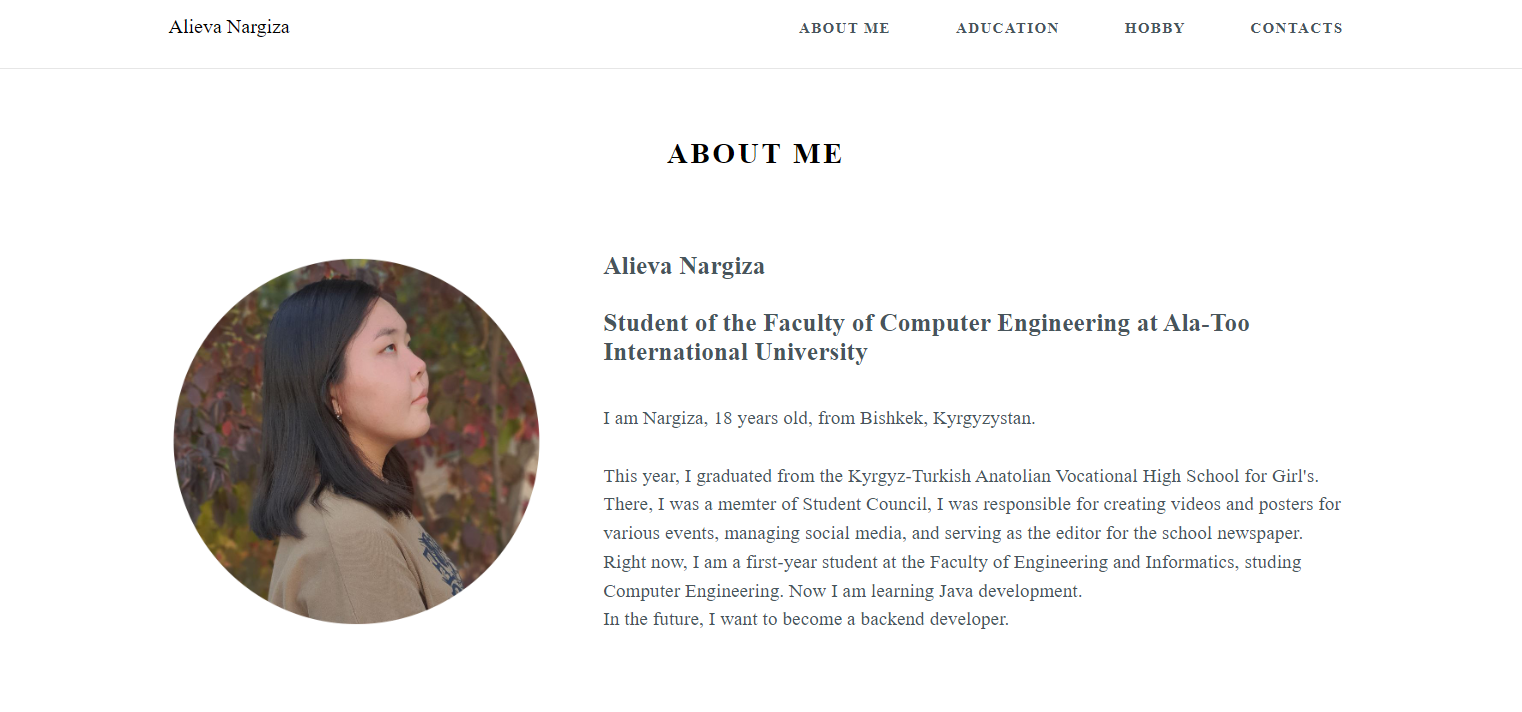 Alieva Nargiza
ABOUT ME
ADUCATION
HOBBY
CONTACTS
ABOUT ME
Alieva Nargiza
Student of the Faculty of Computer Engineering at Ala-Too
International University
I am Nargiza, 18 years old, from Bishkek, Kyrgyzystan.
This year, I graduated from the Kyrgyz-Turkish Anatolian Vocational High School for Girl's.
There, I was a memter of Student Council, I was responsible for creating videos and posters for
various events, managing social media, and serving as the editor for the school newspaper.
Right now, I am a first-year student at the Faculty of Engineering and Informatics, studing
Computer Engineering. Now I am learning Java development.
In the future, I want to become a backend developer.